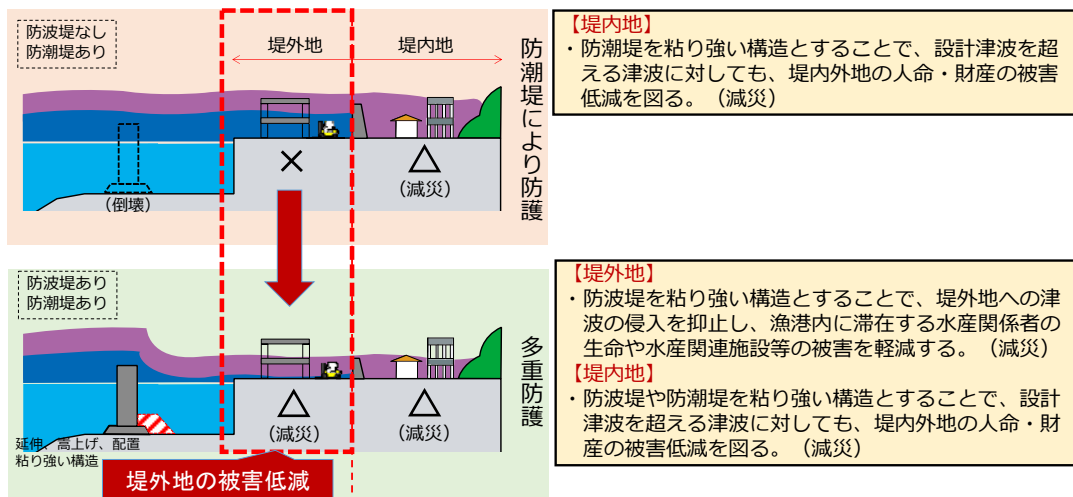 防波堤なし
防潮堤あり
堤外地
堤内地
防潮堤により防護
(倒壊)
×
△
(減災)
【堤内地】
・防潮堤を粘り強い構造とすることで、設計津波を超
える津波に対しても、堤内外地の人命・財産の被害
低減を図る。（減災）
防波堤あり
防潮堤あり
多重防護
△
(減災)
△
(減災)
延伸、嵩上げ、配置
粘り強い構造
堤外地の被害低減
【堤外地】
・防波堤を粘り強い構造とすることで、堤外地への津
波の侵入を抑止し、漁港内に滞在する水産関係者の
生命や水産関連施設等の被害を軽減する。（減災）
【堤内地】
・防波堤や防潮堤を粘り強い構造とすることで、設計
津波を超える津波に対しても、堤内外地の人命・財
産の被害低減を図る。（減災）